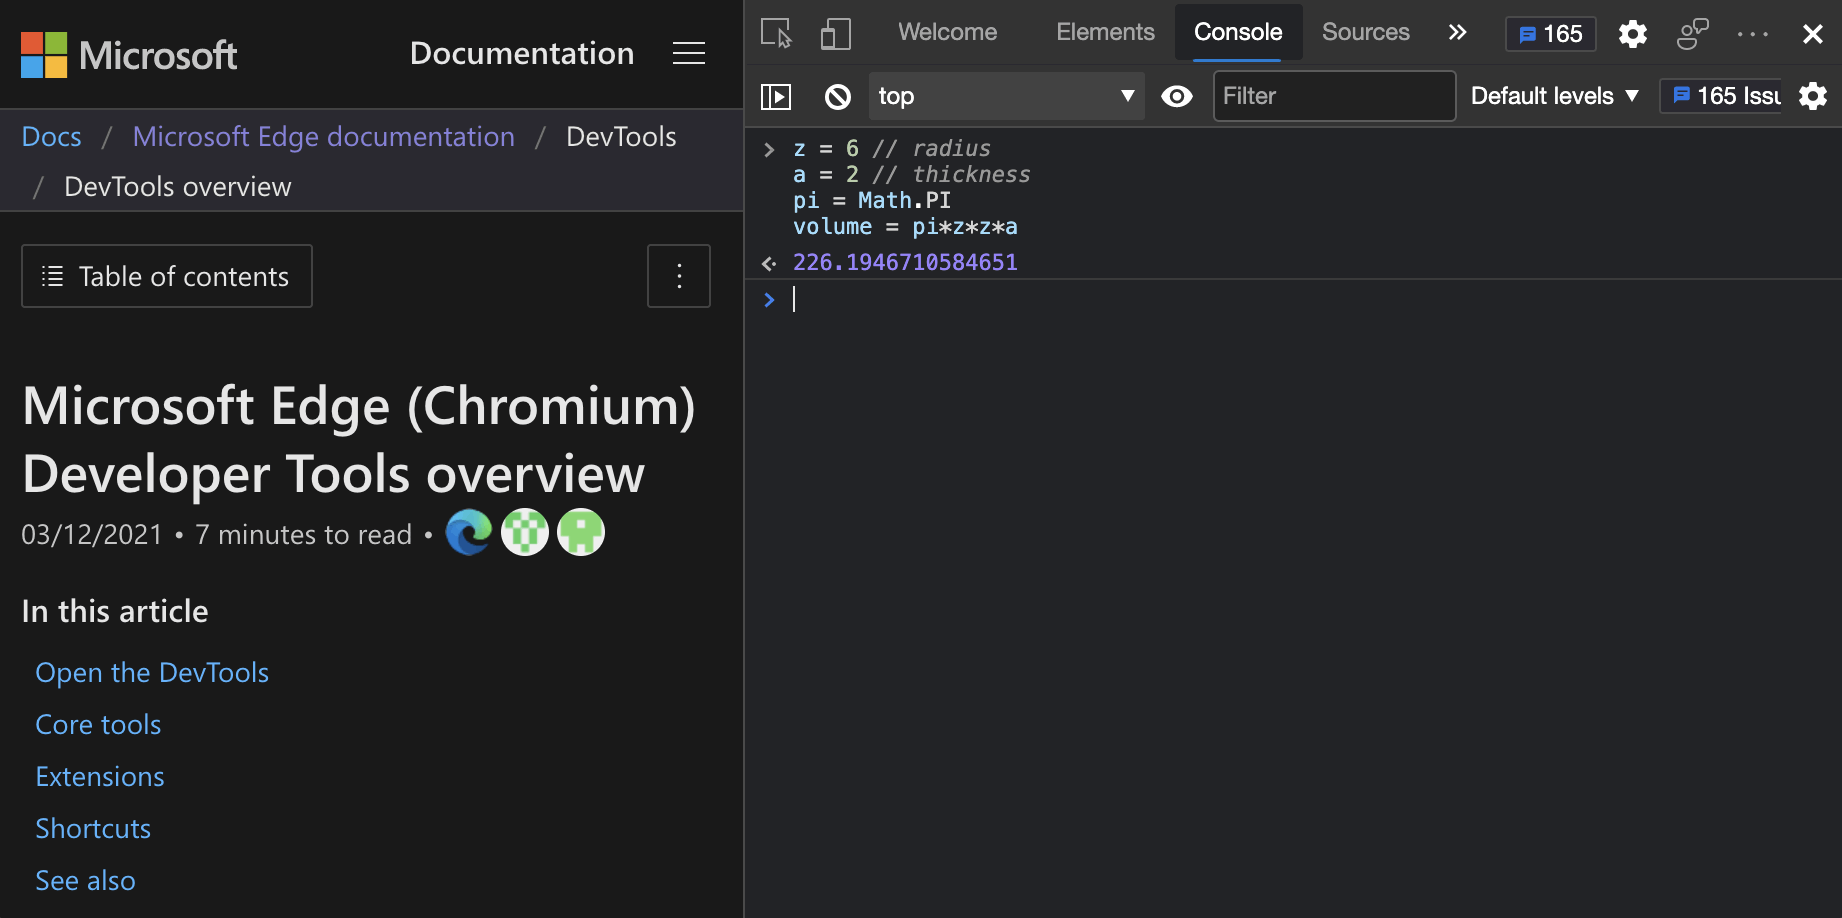 Microsoft
Documentation
Docs / Microsoft Edge documentation / DevTools
/ DevTools overview
Table of contents
Microsoft Edge (Chromium)
Developer Tools overview
03/12/2021 • 7 minutes to read •
In this article
Open the DevTools
Core tools
Extensions
Shortcuts
See also
Welcome Elements Console Sources » 165
top Filter Default levels 165 Issu
> z = 6 // radius
a = 2 // thickness
pi = Math.PI
volume = pi*z*z*a
226.1946710584651
>